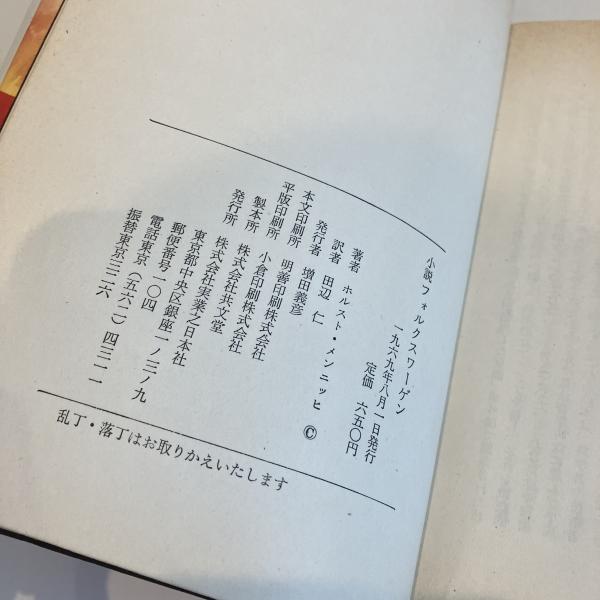 小説フォルクスワーゲン
一九六九年八月一日発行
定価 六五〇円
著者 ホルスト・メンニッヒ ©
訳者 田辺 仁
発行者 増田義彦
本文印刷所 明善印刷株式会社
平版印刷所 小倉印刷株式会社
製本所 株式会社共文堂
発行所 株式会社実業之日本社
東京都中央区銀座一ノ三ノ九
郵便番号一〇四
電話東京(五六二)四三一一
振替東京三二六
乱丁・落丁はお取りかえいたします